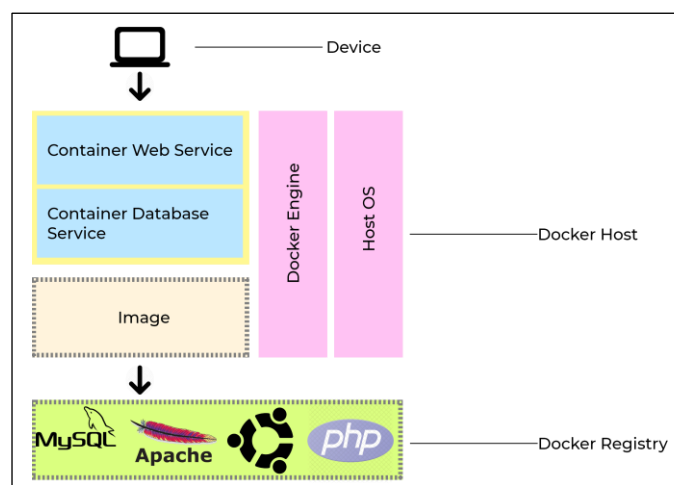 Device
Container Web Service
Container Database
Service
Docker Engine
Host OS
Docker Host
Image
MySQL
Apache
php
Docker Registry